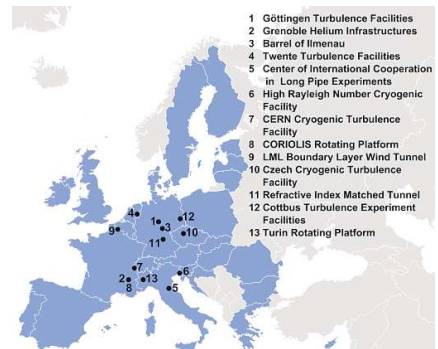 1 Göttingen Turbulence Facilities
2 Grenoble Helium Infrastructures
3 Barrel of Ilmenau
4 Twente Turbulence Facilities
5 Center of International Cooperation
in Long Pipe Experiments
6 High Rayleigh Number Cryogenic
Facility
7 CERN Cryogenic Turbulence
Facility
8 CORIOLIS Rotating Platform
9 LML Boundary Layer Wind Tunnel
10 Czech Cryogenic Turbulence
Facility
11 Refractive Index Matched Tunnel
12 Cottbus Turbulence Experiment
Facilities
13 Turin Rotating Platform
4
1
12
9
3
10
11
7
6
2
13
8
5